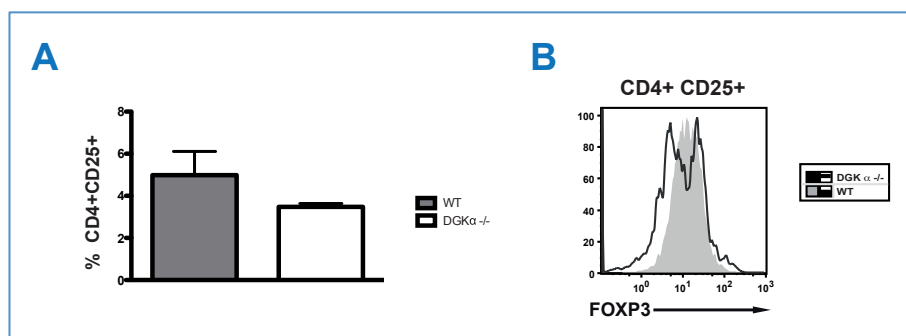 A
% CD4+CD25+
8
6
4
2
0
WT
DGKα -/-
B
CD4+ CD25+
100
80
60
40
20
0
10⁰ 10¹ 10² 10³
FOXP3
DGK α -/-
WT